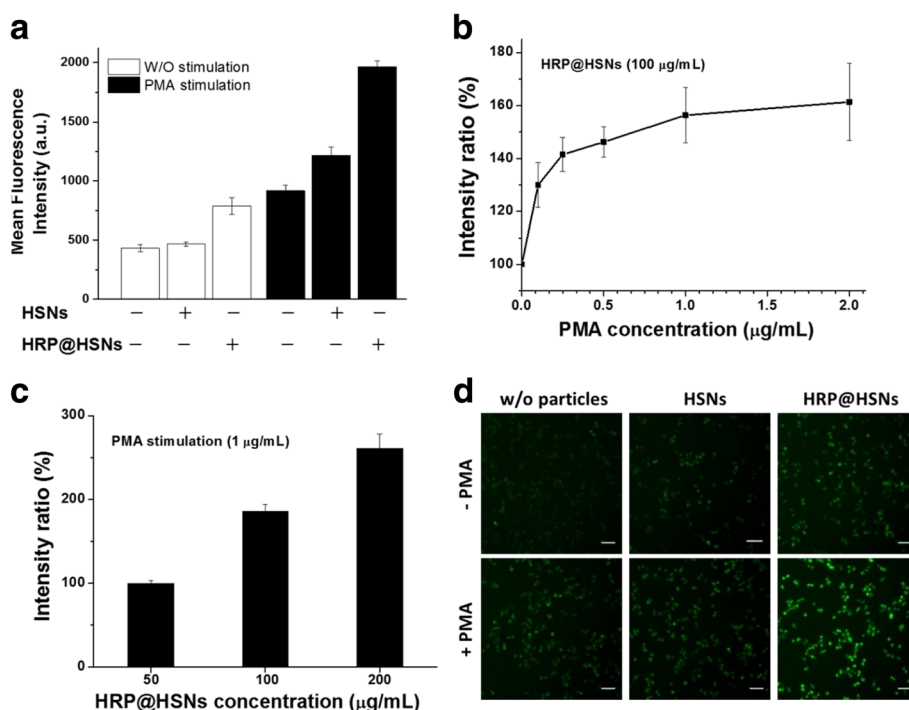 a
W/O stimulation
PMA stimulation
Mean Fluorescence
Intensity (a.u.)
2000
1500
1000
500
0
HSNs − + − − + −
HRP@HSNs − − + − − +
b
HRP@HSNs (100 μg/mL)
Intensity ratio (%)
180
160
140
120
100
0.0 0.5 1.0 1.5 2.0
PMA concentration (μg/mL)
c
PMA stimulation (1 μg/mL)
Intensity ratio (%)
300
200
100
0
50 100 200
HRP@HSNs concentration (μg/mL)
d
w/o particles HSNs HRP@HSNs
- PMA
+ PMA